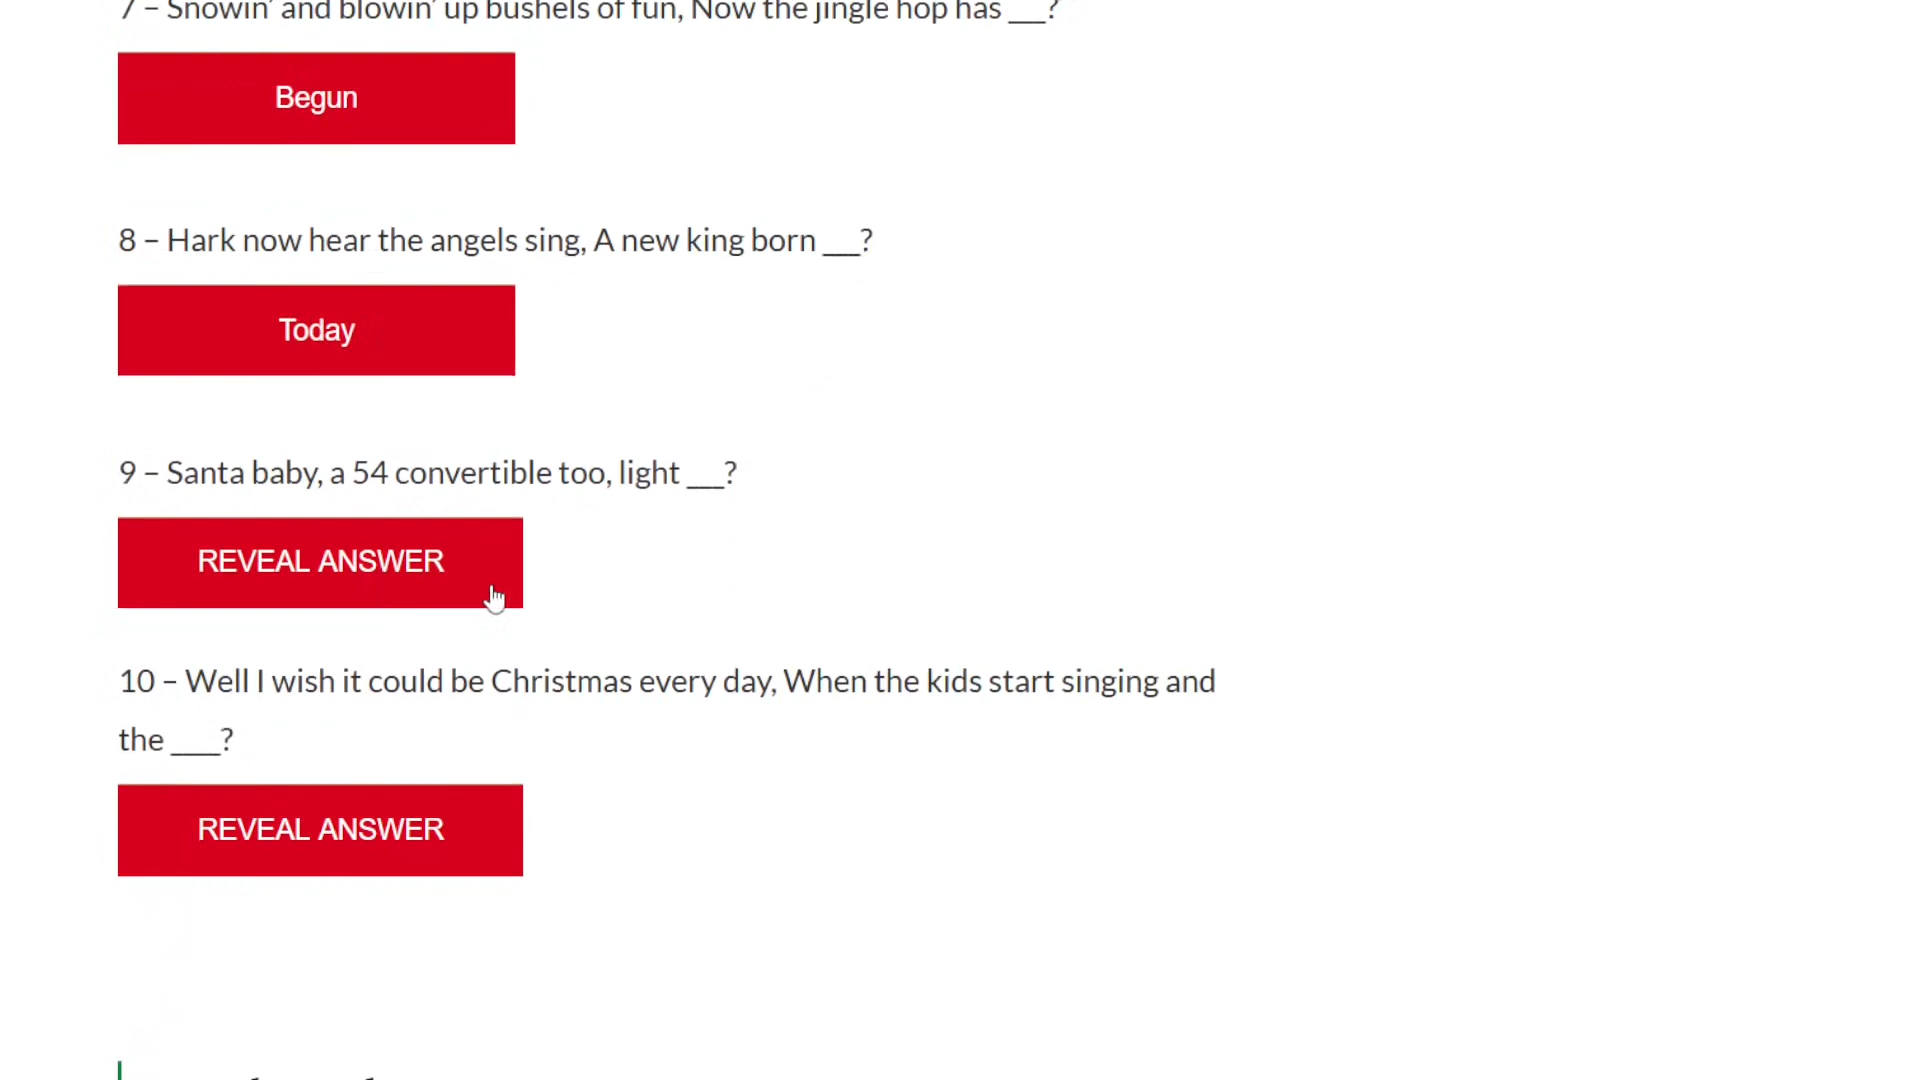 7 – Snowin' and blowin' up bushels of fun, Now the jingle hop has ___?
Begun
8 – Hark now hear the angels sing, A new king born ___?
Today
9 – Santa baby, a 54 convertible too, light ___?
REVEAL ANSWER
10 – Well I wish it could be Christmas every day, When the kids start singing and
the ____?
REVEAL ANSWER